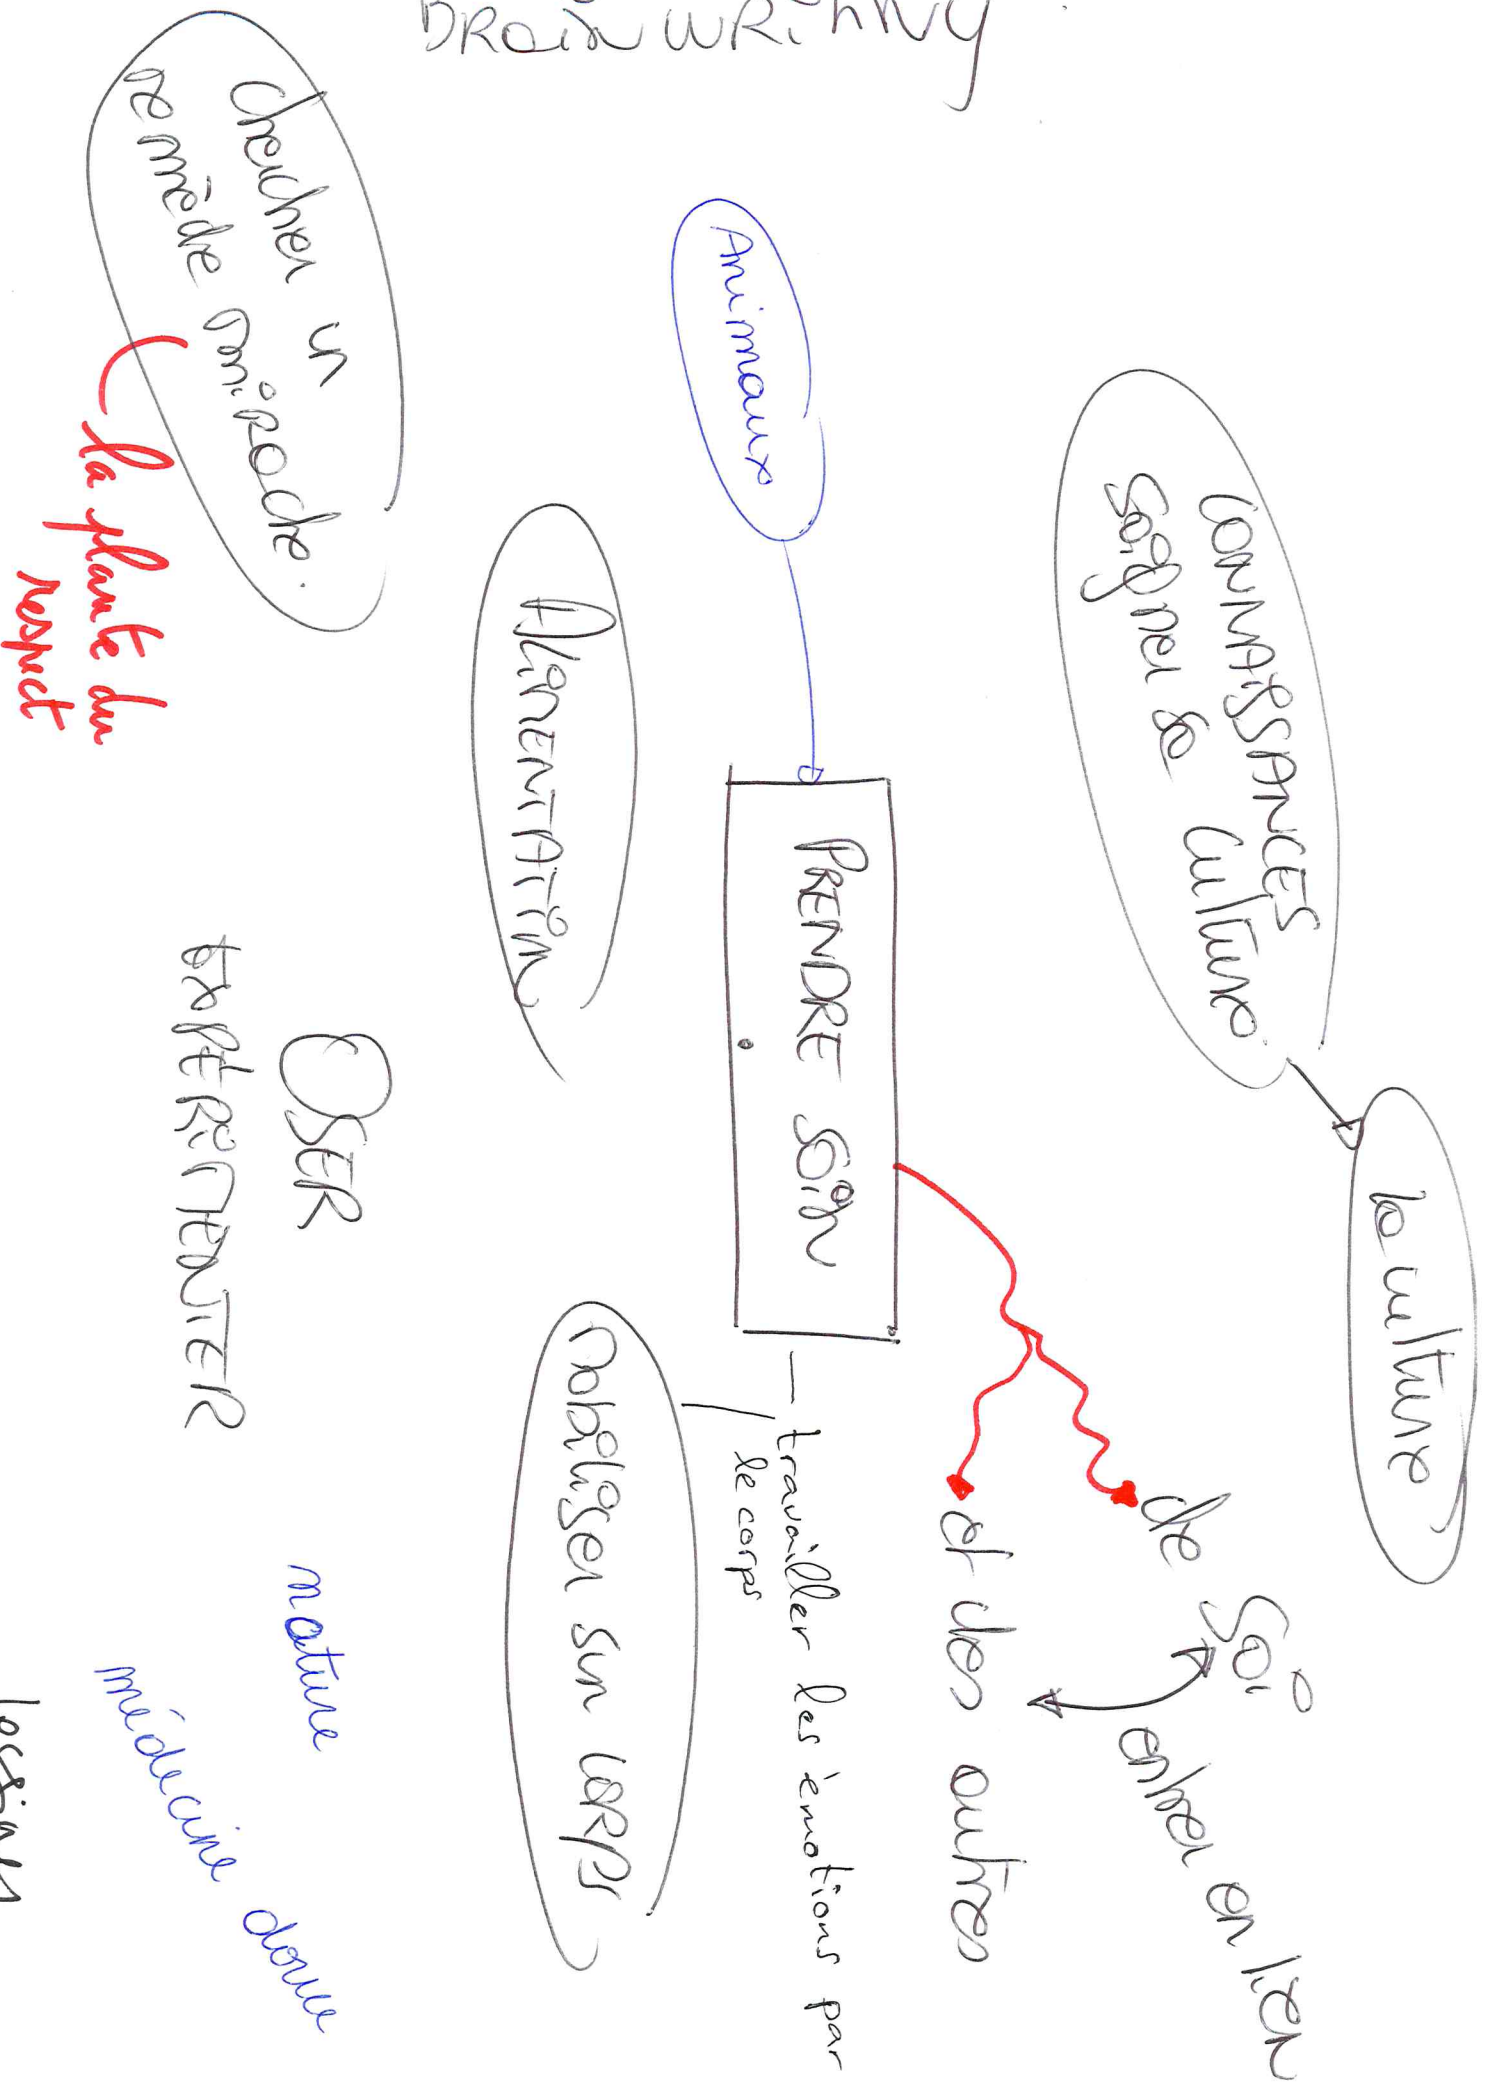 BRAINWRITING
la culture
CONNAISSANCES
soigner sa culture
de soi
entrer en lien
et des autres
Animaux
PRENDRE SOIN
— travailler les émotions par
le corps
ALIMENTATION
Mobiliser son CORPS
chercher un
remède miracle.
la plante du
respect
OSER
EXPÉRIMENTER
nature
médecine douce